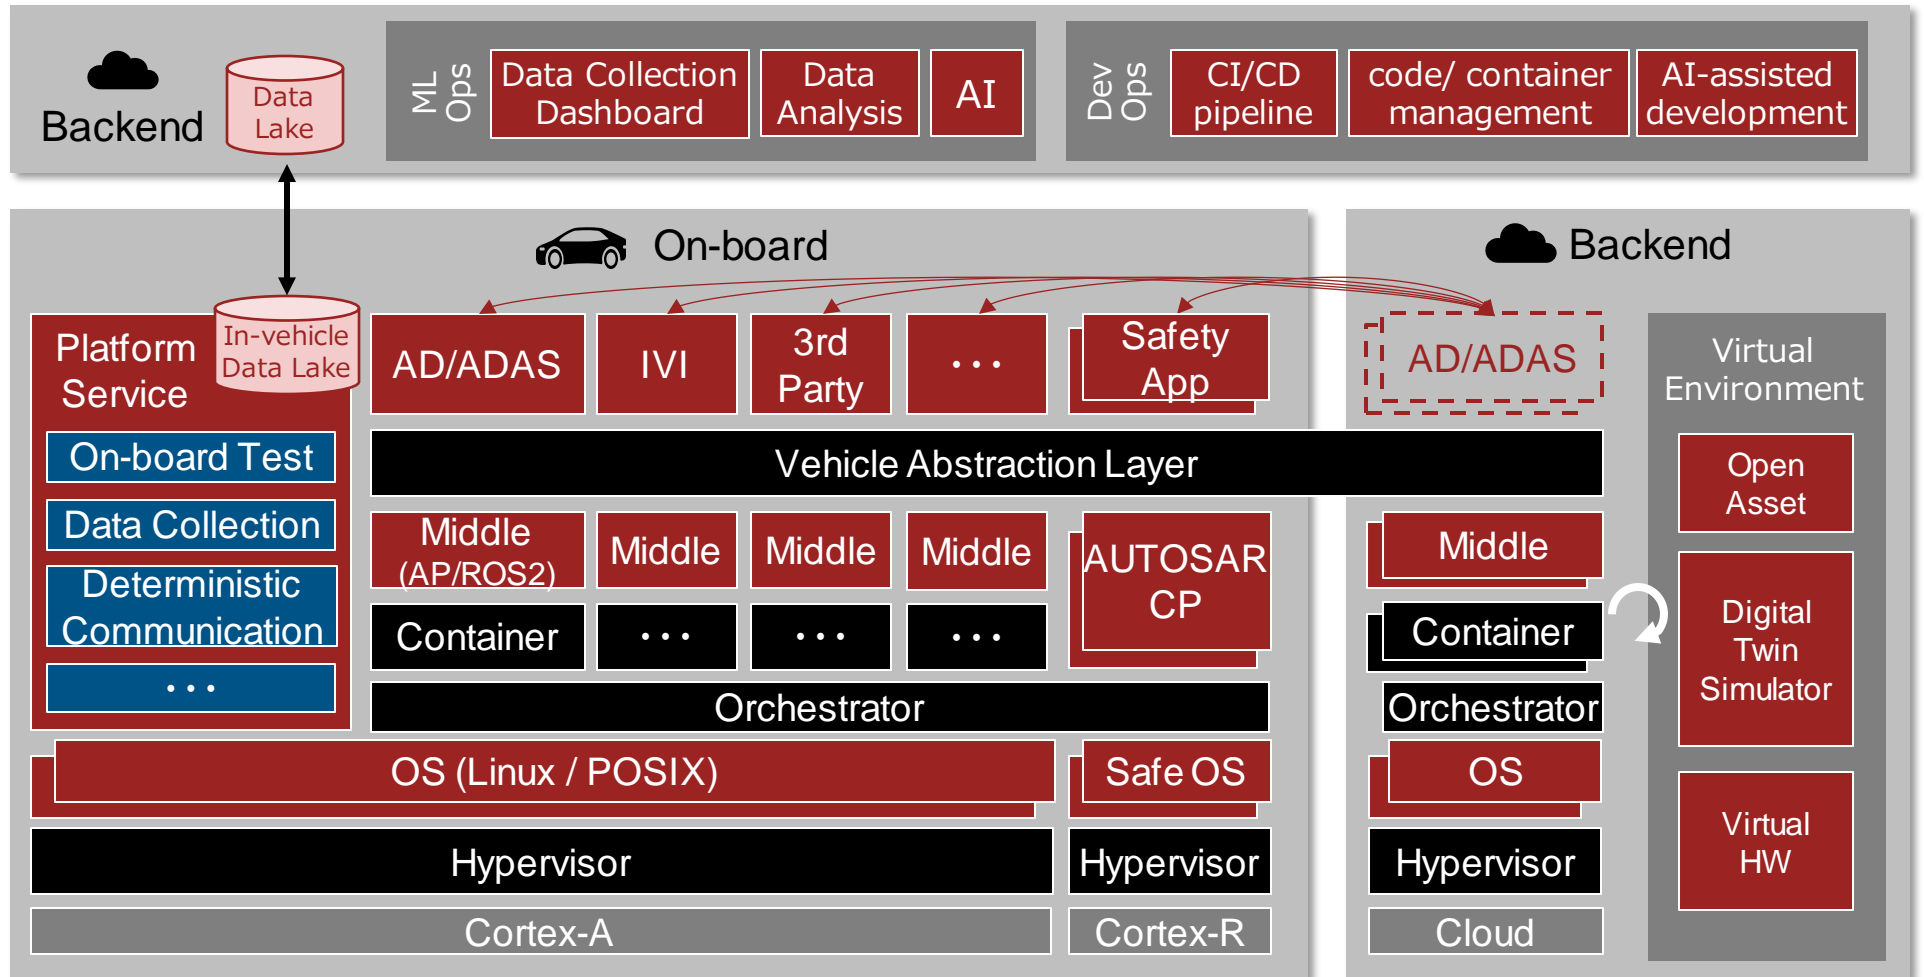 Backend
Data
Lake
ML
Ops
Data Collection
Dashboard
Data
Analysis
AI
Dev
Ops
CI/CD
pipeline
code/ container
management
AI-assisted
development
On-board
Platform
Service
In-vehicle
Data Lake
On-board Test
Data Collection
Deterministic
Communication
...
AD/ADAS
IVI
3rd
Party
...
Safety
App
Vehicle Abstraction Layer
Middle
(AP/ROS2)
Middle
Middle
Middle
AUTOSAR
CP
Container
...
...
...
Orchestrator
OS (Linux / POSIX)
Safe OS
Hypervisor
Hypervisor
Cortex-A
Cortex-R
Backend
AD/ADAS
Middle
Container
Orchestrator
OS
Hypervisor
Cloud
Virtual
Environment
Open
Asset
Digital
Twin
Simulator
Virtual
HW